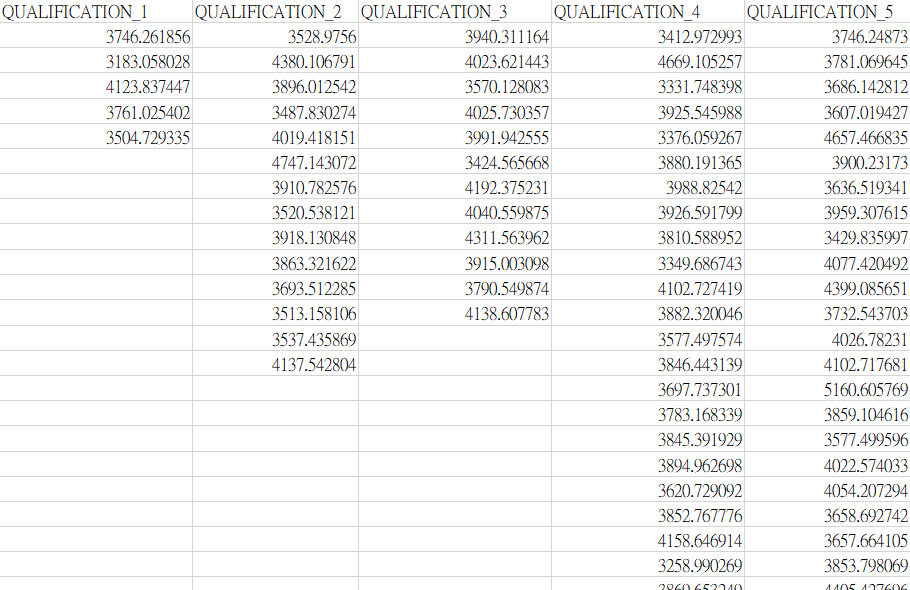 QUALIFICATION_1 QUALIFICATION_2 QUALIFICATION_3 QUALIFICATION_4 QUALIFICATION_5
3746.261856 3528.9756 3940.311164 3412.972993 3746.24873
3183.058028 4380.106791 4023.621443 4669.105257 3781.069645
4123.837447 3896.012542 3570.128083 3331.748398 3686.142812
3761.025402 3487.830274 4025.730357 3925.545988 3607.019427
3504.729335 4019.418151 3991.942555 3376.059267 4657.466835
4747.143072 3424.565668 3880.191365 3900.23173
3910.782576 4192.375231 3988.82542 3636.519341
3520.538121 4040.559875 3926.591799 3959.307615
3918.130848 4311.563962 3810.588952 3429.835997
3863.321622 3915.003098 3349.686743 4077.420492
3693.512285 3790.549874 4102.727419 4399.085651
3513.158106 4138.607783 3882.320046 3732.543703
3537.435869 3577.497574 4026.78231
4137.542804 3846.443139 4102.717681
3697.737301 5160.605769
3783.168339 3859.104616
3845.391929 3577.499596
3894.962698 4022.574033
3620.729092 4054.207294
3852.767776 3658.692742
4158.646914 3657.664105
3258.990269 3853.798069